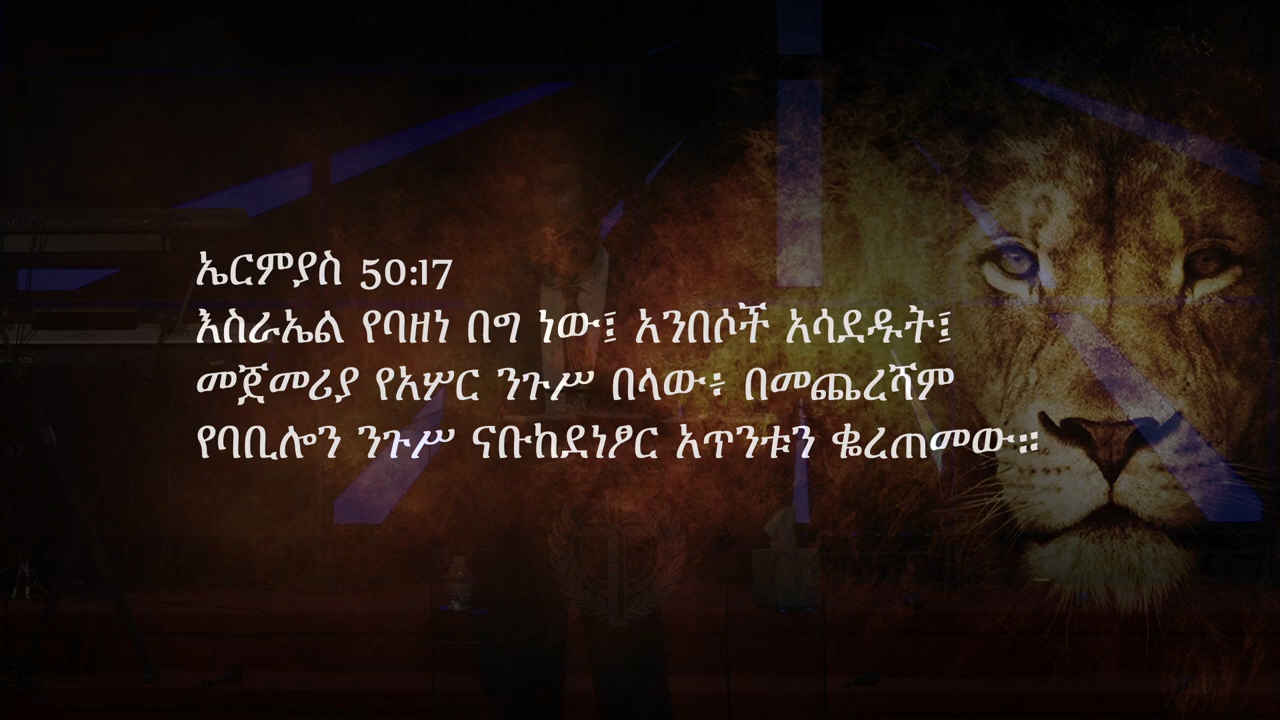 ኤርምያስ 50:17
እስራኤል የባዘነ በግ ነው፤ አንበሶች አሳደዱት፤
መጀመሪያ የአሦር ንጉሥ በላው፥ በመጨረሻም
የባቢሎን ንጉሥ ናቡከደነፆር አጥንቱን ቈረጠመው።